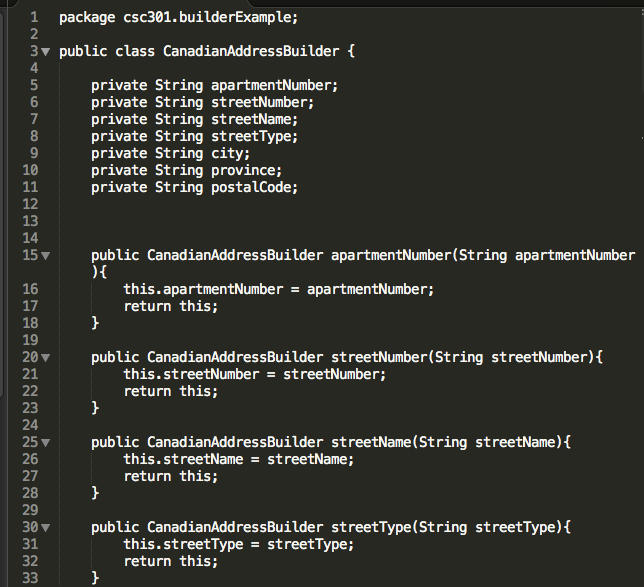 1 package csc301.builderExample;
2
3 public class CanadianAddressBuilder {
4
5     private String apartmentNumber;
6     private String streetNumber;
7     private String streetName;
8     private String streetType;
9     private String city;
10     private String province;
11     private String postalCode;
12
13
14
15     public CanadianAddressBuilder apartmentNumber(String apartmentNumber
    ){
16         this.apartmentNumber = apartmentNumber;
17         return this;
18     }
19
20     public CanadianAddressBuilder streetNumber(String streetNumber){
21         this.streetNumber = streetNumber;
22         return this;
23     }
24
25     public CanadianAddressBuilder streetName(String streetName){
26         this.streetName = streetName;
27         return this;
28     }
29
30     public CanadianAddressBuilder streetType(String streetType){
31         this.streetType = streetType;
32         return this;
33     }